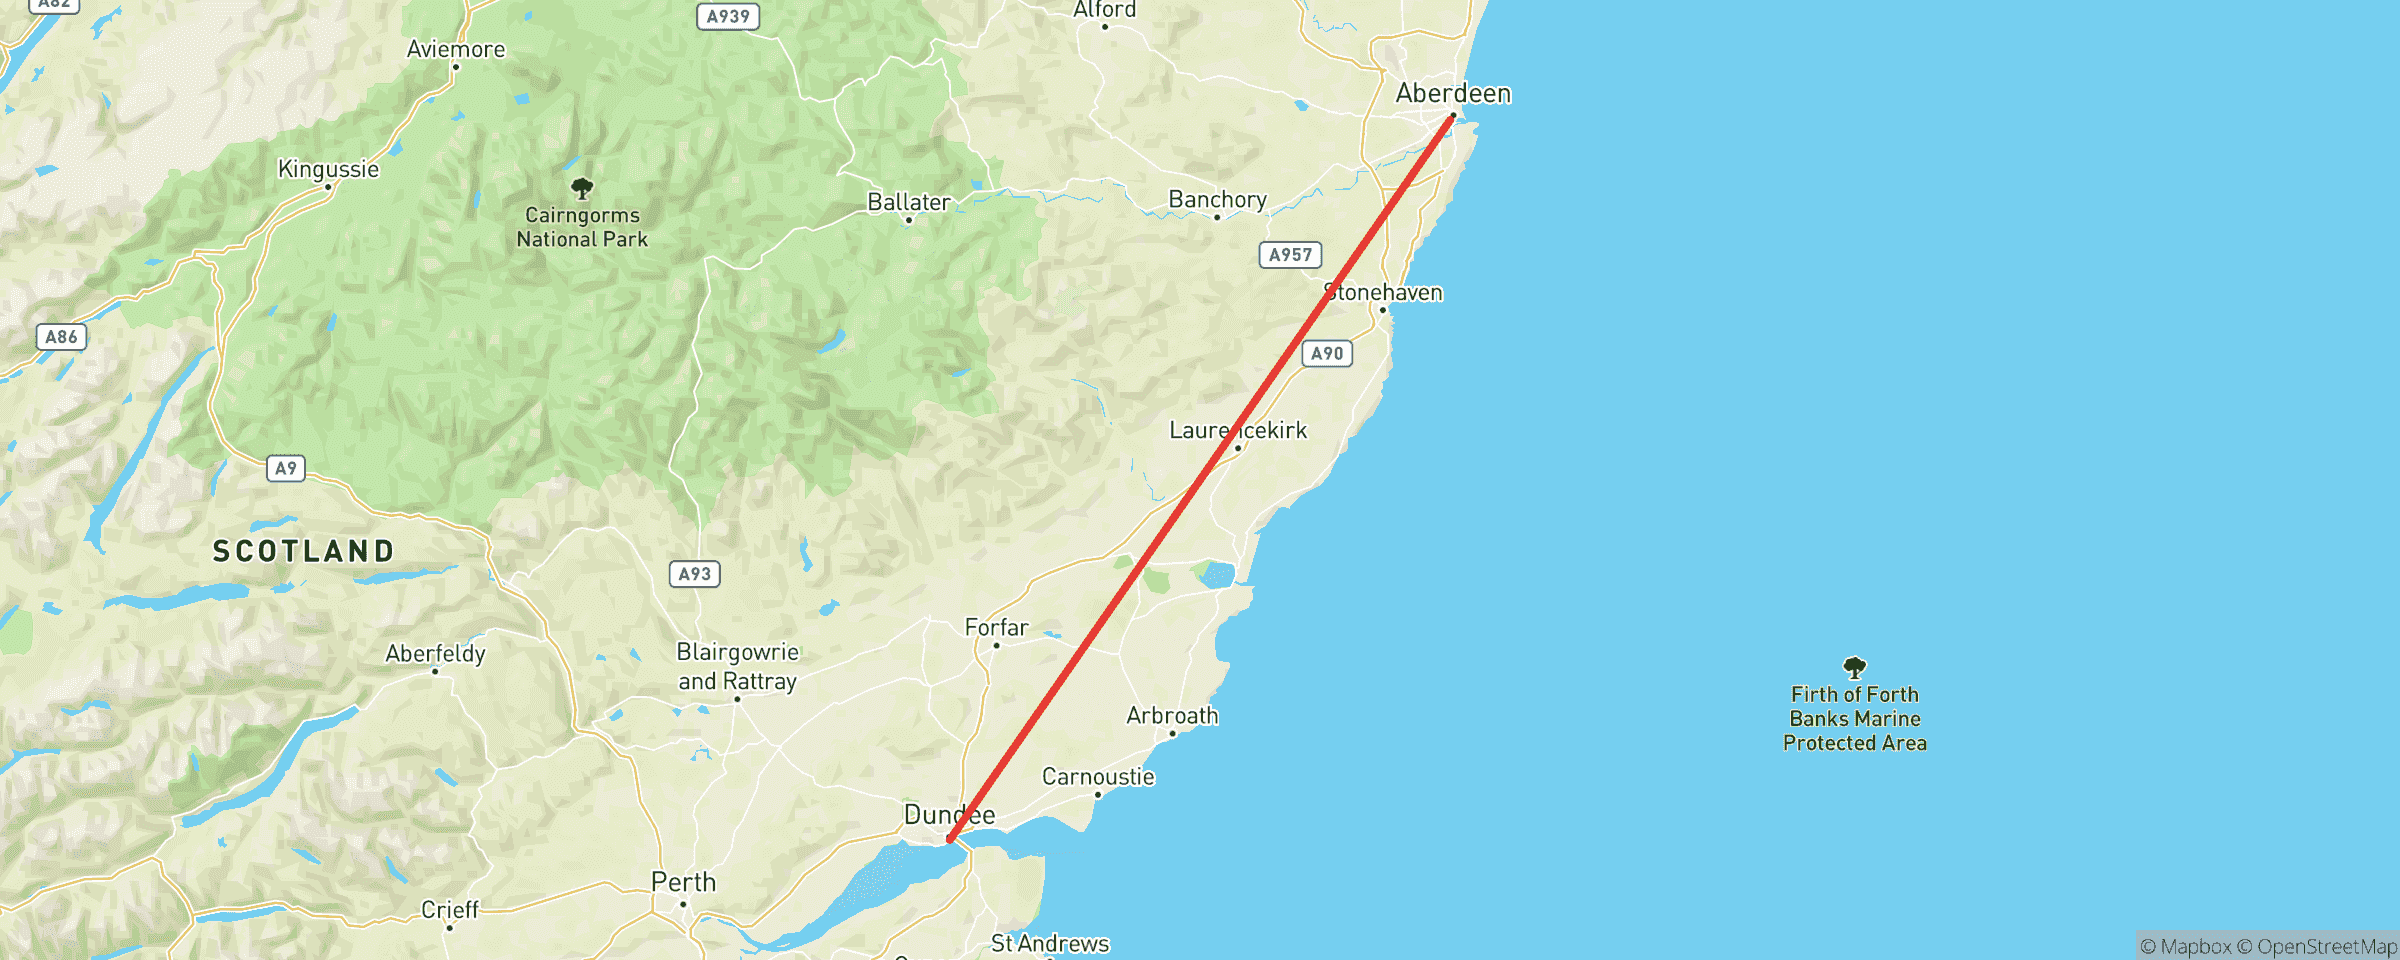 A82
A939
Alford
Aviemore
Aberdeen
Kingussie
Cairngorms
National Park
Ballater
Banchory
A957
Stonehaven
A86
A90
Laurencekirk
A9
SCOTLAND
A93
Forfar
Aberfeldy
Blairgowrie
and Rattray
Firth of Forth
Banks Marine
Protected Area
Arbroath
Carnoustie
Dundee
Perth
Crieff
St Andrews
© Mapbox © OpenStreetMap